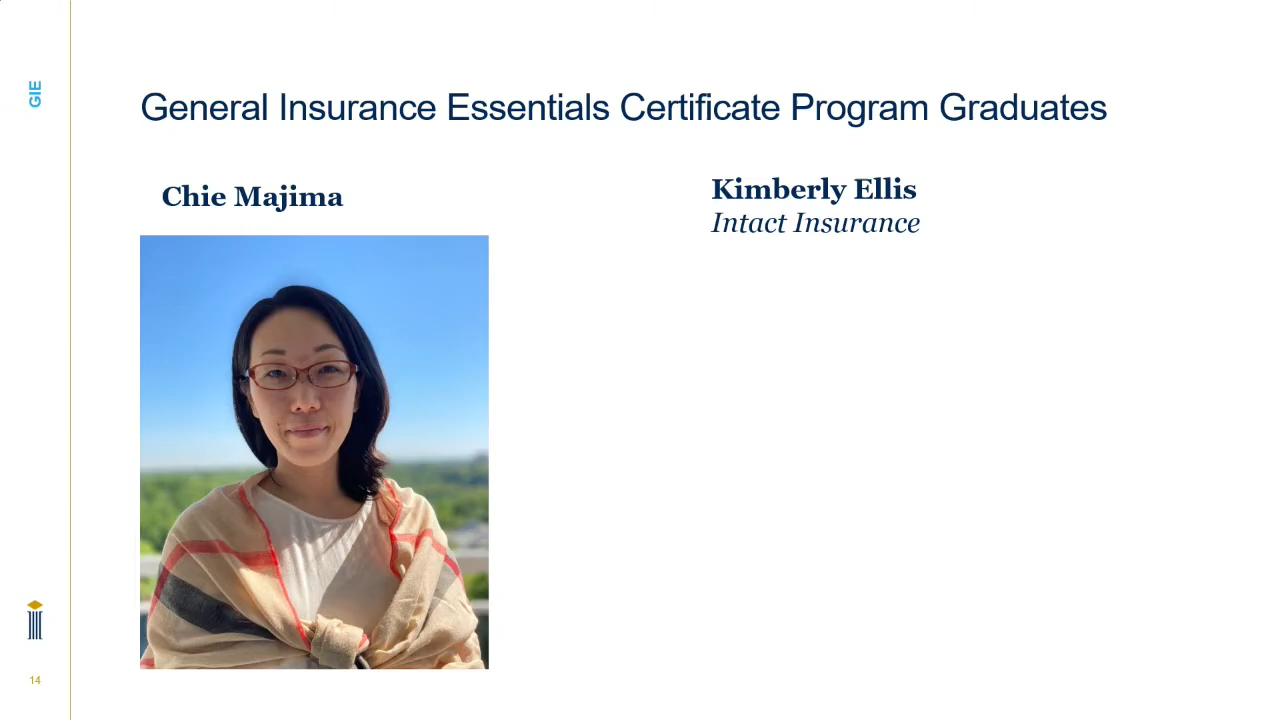 GIE
General Insurance Essentials Certificate Program Graduates
Chie Majima
Kimberly Ellis
Intact Insurance
14